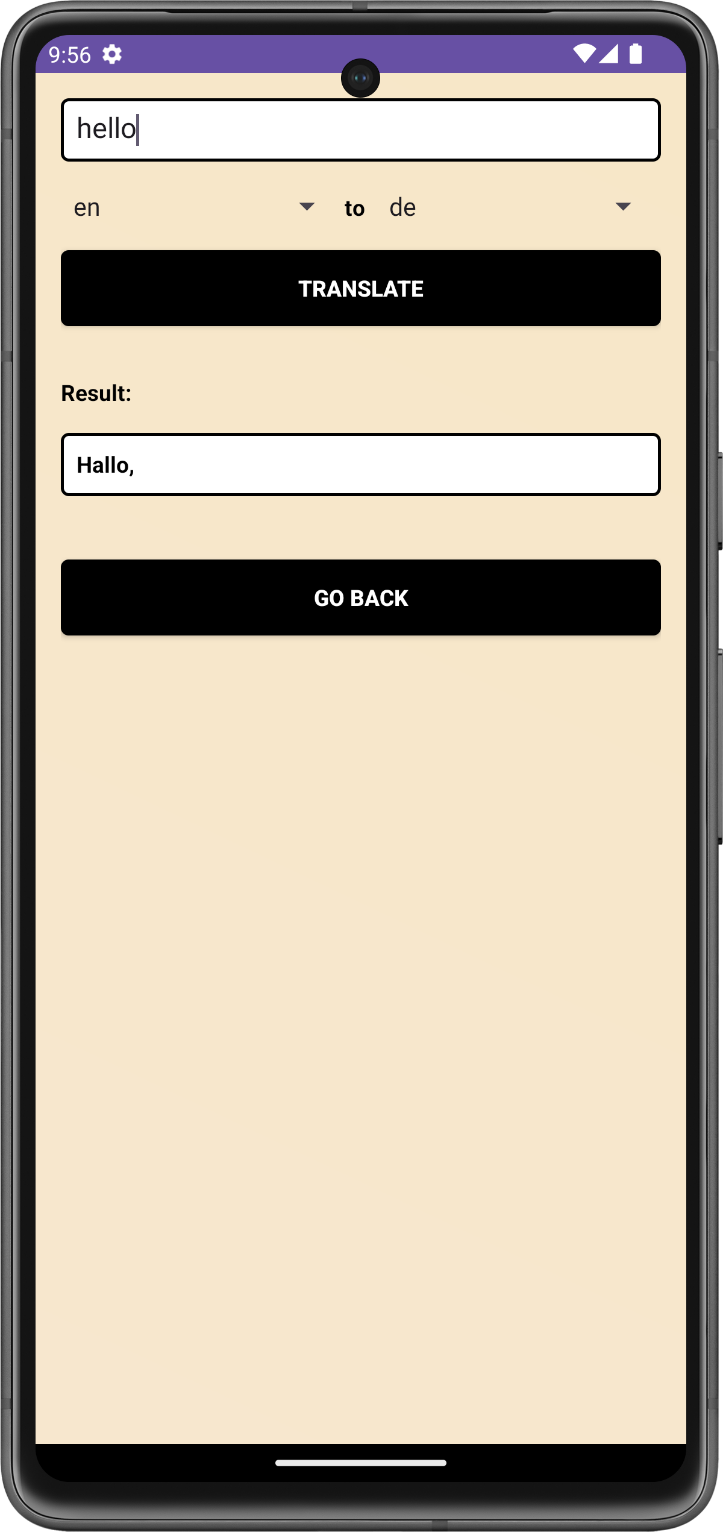 9:56
hello
en to de
TRANSLATE
Result:
Hallo,
GO BACK